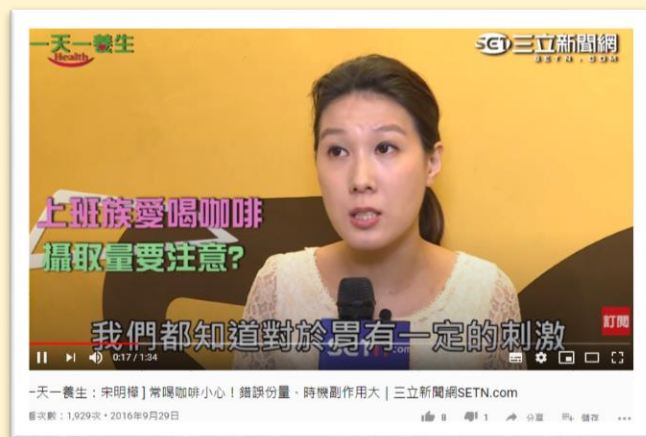 一天一養生
Health
SET 三立新聞網
SETN.COM
上班族愛喝咖啡
攝取量要注意?
訂閱
我們都知道對於胃有一定的刺激
0:17 / 1:34
一天一養生：宋明樺 ] 常喝咖啡小心！錯誤份量、時機副作用大 | 三立新聞網SETN.com
看次數：1,929次 • 2016年9月29日
8
1
分享
儲存